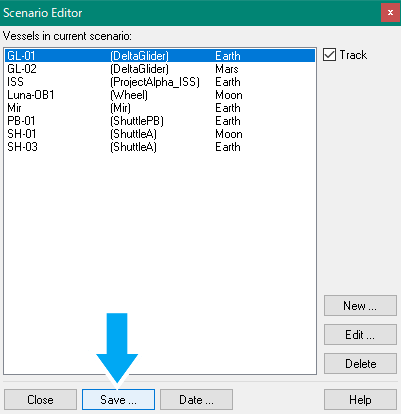 Scenario Editor
x
Vessels in current scenario:
GL-01 (DeltaGlider) Earth
Track
GL-02 (DeltaGlider) Mars
ISS (ProjectAlpha_ISS) Earth
Luna-OB1 (Wheel) Moon
Mir (Mir) Earth
PB-01 (ShuttlePB) Earth
SH-01 (ShuttleA) Moon
SH-03 (ShuttleA) Earth
New ...
Edit ...
Delete
Close Save ... Date ... Help